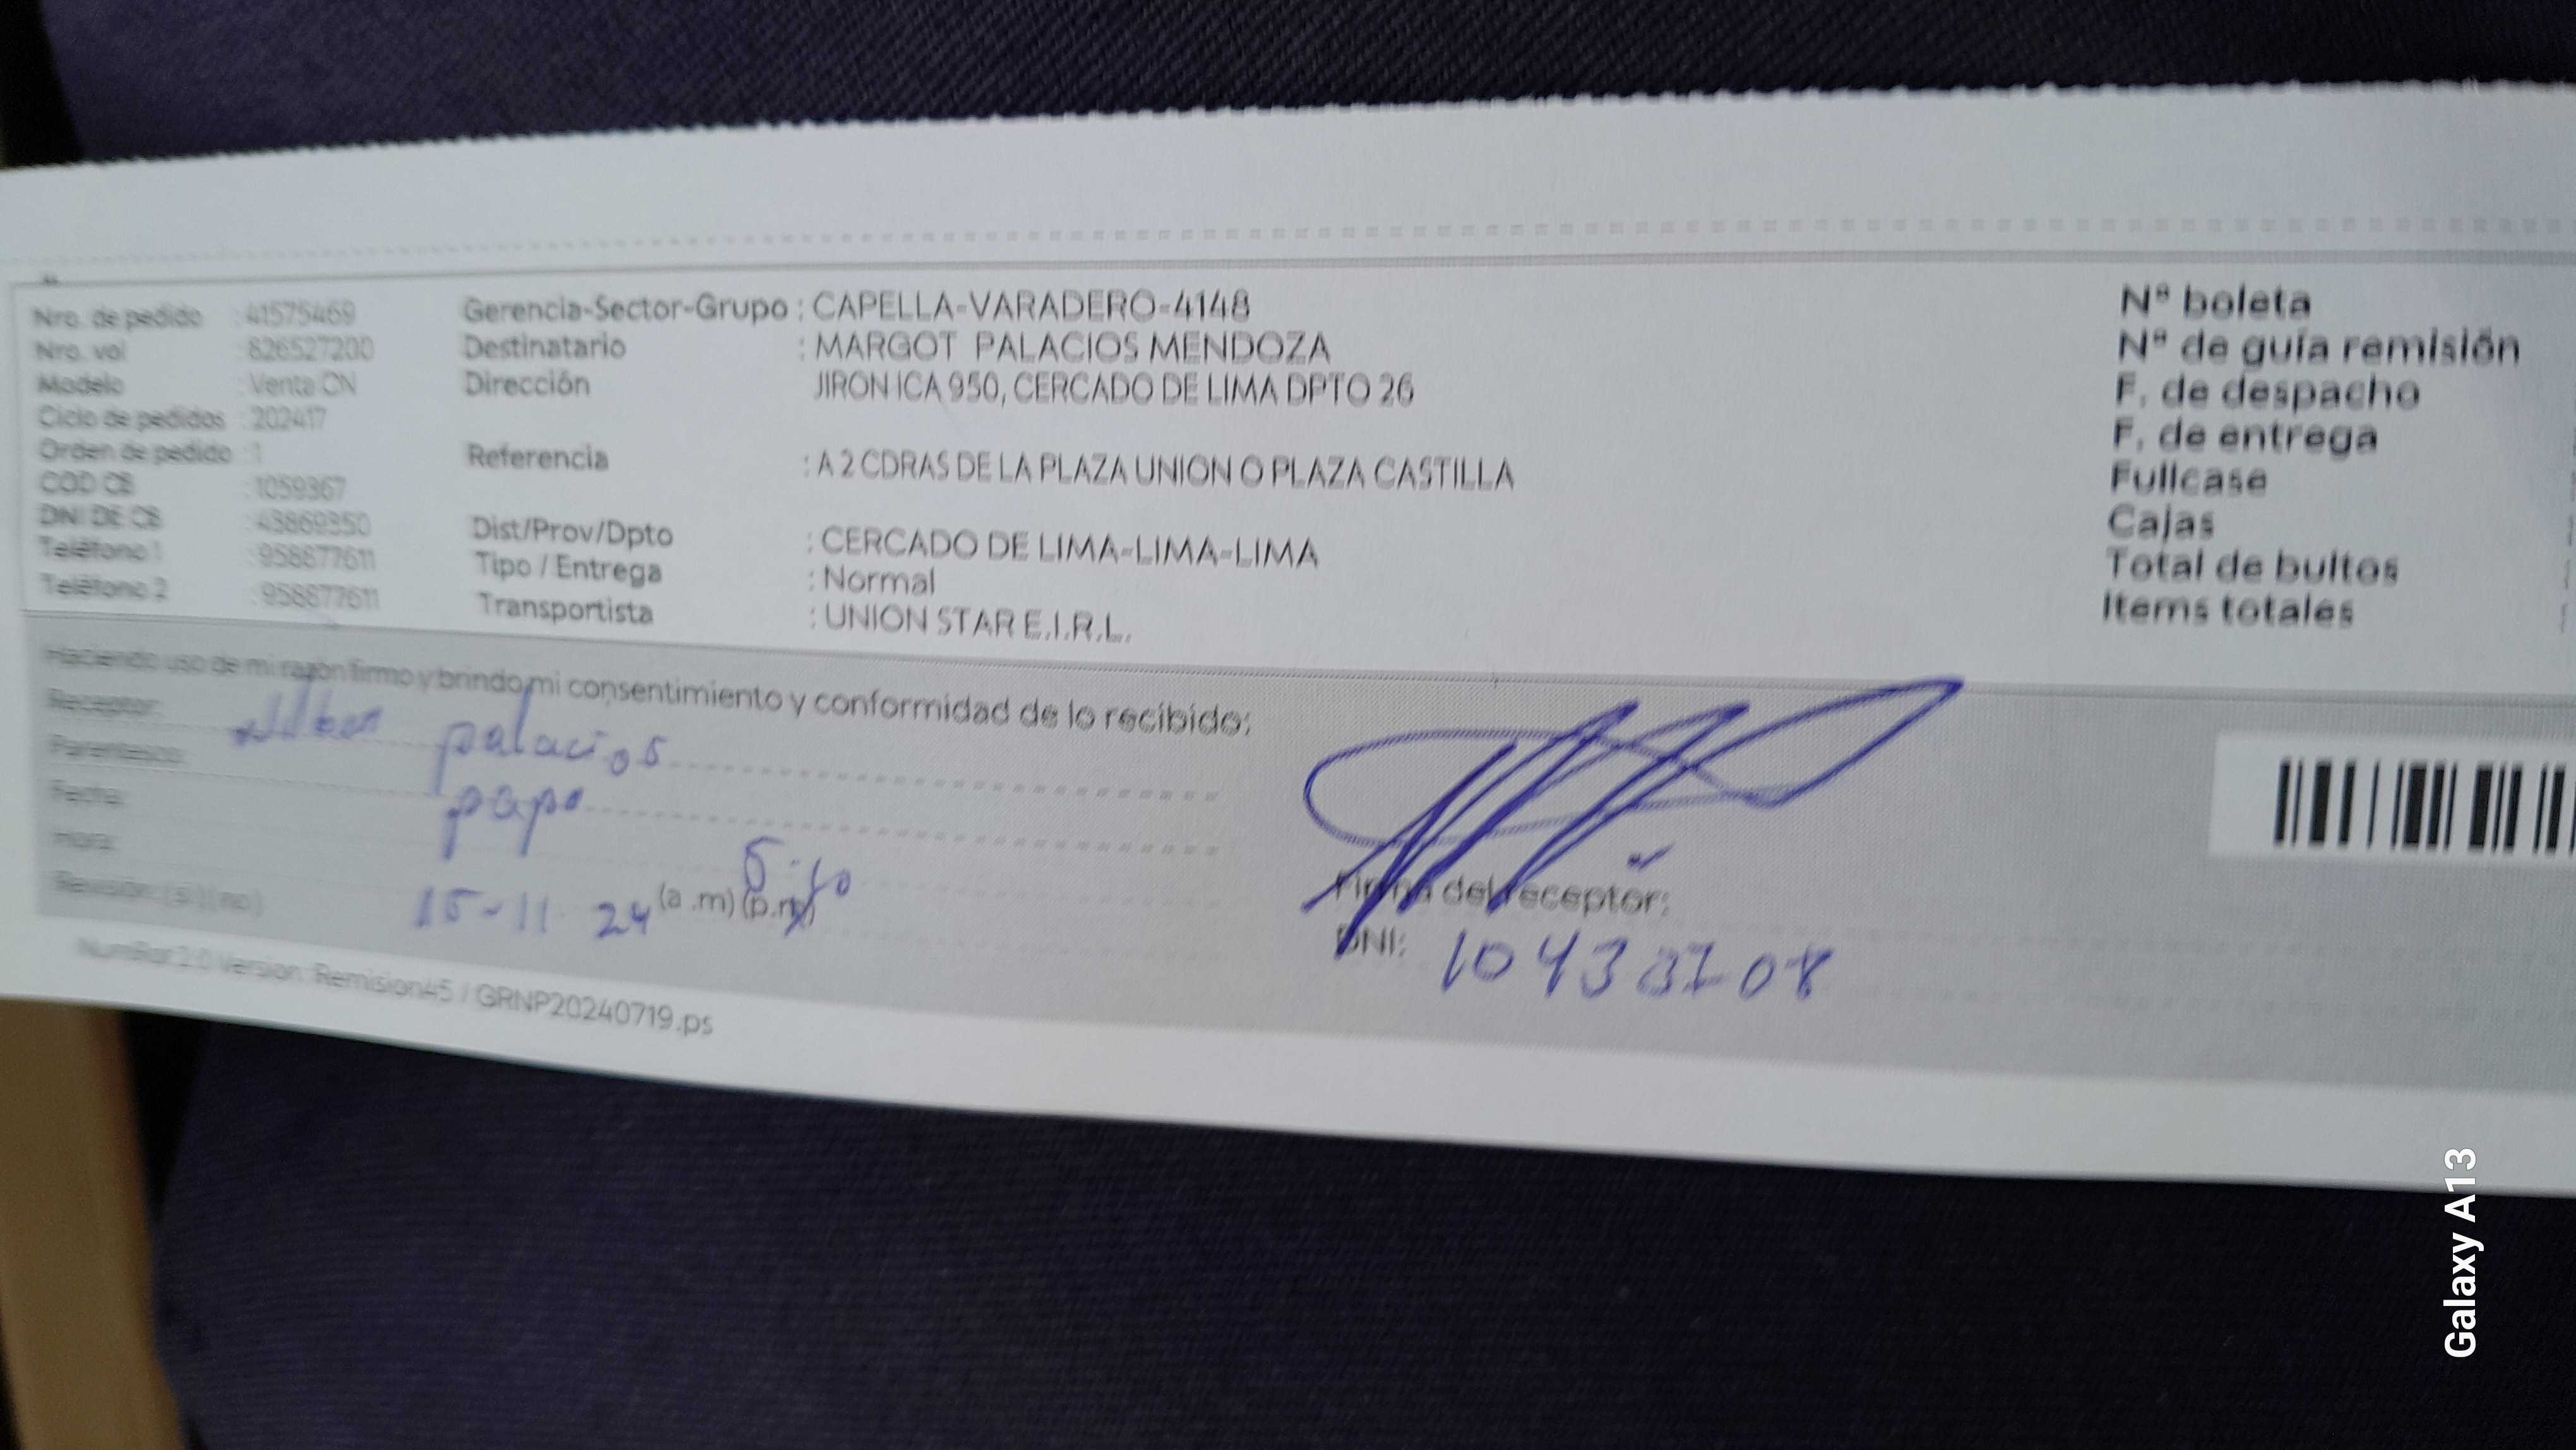 Nro. de pedido : 41575469
Nro. vol : 826527200
Modelo : Venta CN
Ciclo de pedidos : 202417
Orden de pedido : 1
COD CB : 1059367
DNI DE CB : 43869350
Teléfono 1 : 958877611
Teléfono 2 : 958877611
Gerencia-Sector-Grupo : CAPELLA-VARADERO-4148
Destinatario : MARGOT PALACIOS MENDOZA
Dirección JIRON ICA 950, CERCADO DE LIMA DPTO 26
Referencia : A 2 CDRAS DE LA PLAZA UNION O PLAZA CASTILLA
Dist/Prov/Dpto : CERCADO DE LIMA-LIMA-LIMA
Tipo / Entrega : Normal
Transportista : UNION STAR E.I.R.L.
Nº boleta
Nº de guía remisión
F. de despacho
F. de entrega
Fullcase
Cajas
Total de bultos
Items totales
Haciendo uso de mi razón firmo y brindo mi consentimiento y conformidad de lo recibido:
Receptor: palacios
Parentesco: papa
Fecha: 15-11 24
Hora: (a.m) (p.m)
Revisión: (si) (no)
Firma del receptor:
DNI:
NumRot2.0 Version: Remision45 / GRNP20240719.ps
Galaxy A13